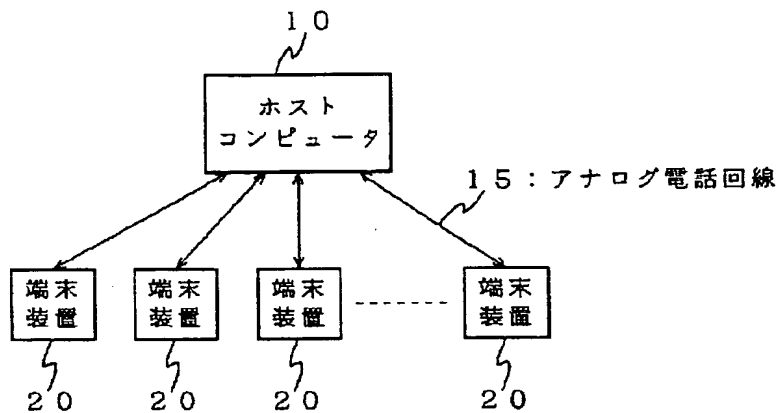 10
ホスト
コンピュータ
15:アナログ電話回線
端末 端末 端末 端末
装置 装置 装置 装置
20 20 20 20